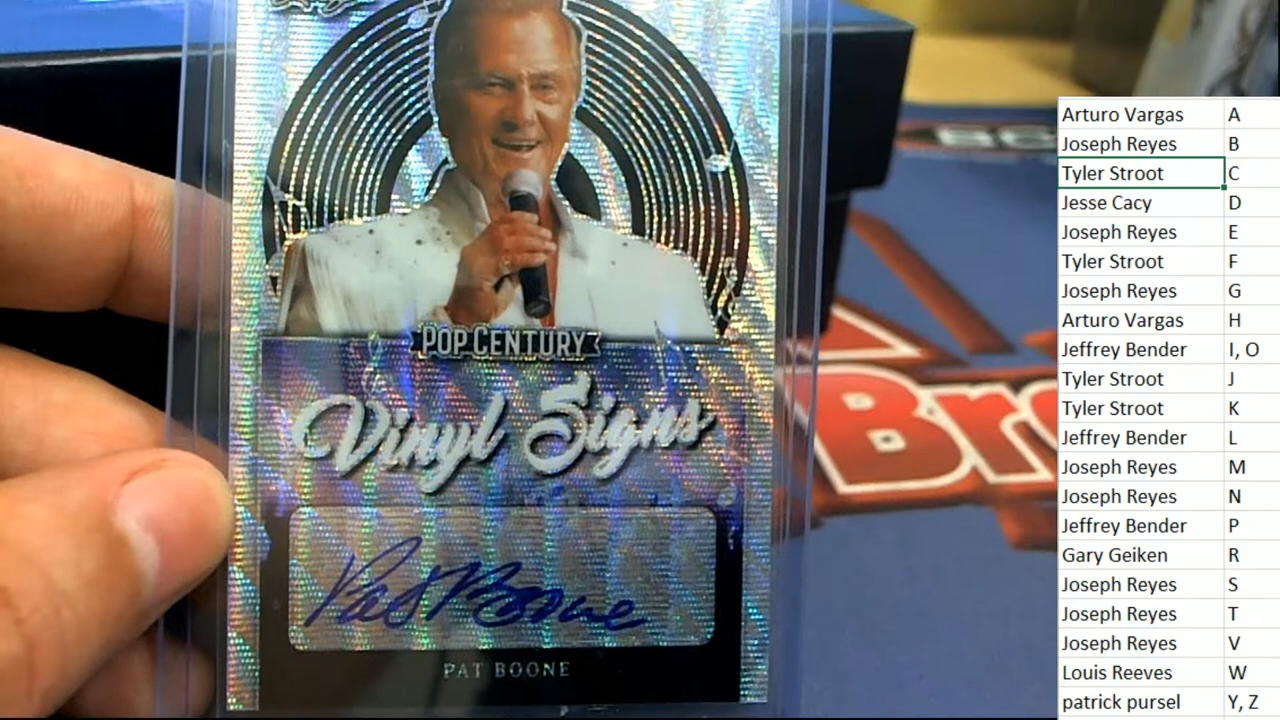 POP CENTURY
Vinyl Signs
Pat Boone
PAT BOONE
Bro
Arturo Vargas A
Joseph Reyes B
Tyler Stroot C
Jesse Cacy D
Joseph Reyes E
Tyler Stroot F
Joseph Reyes G
Arturo Vargas H
Jeffrey Bender I, O
Tyler Stroot J
Tyler Stroot K
Jeffrey Bender L
Joseph Reyes M
Joseph Reyes N
Jeffrey Bender P
Gary Geiken R
Joseph Reyes S
Joseph Reyes T
Joseph Reyes V
Louis Reeves W
patrick pursel Y, Z